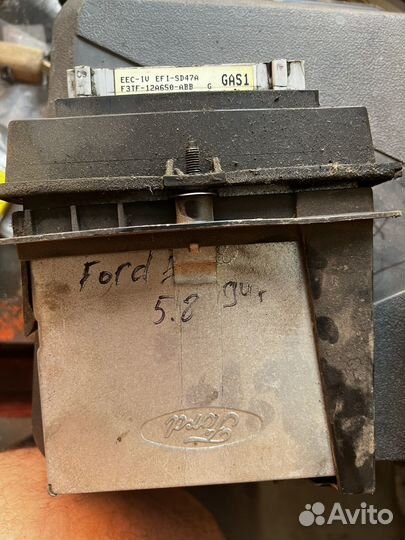 EEC-IV EFI-SD47A
F3TF-12A650-ABB G GAS1
Ford
5.8
Ford
Avito